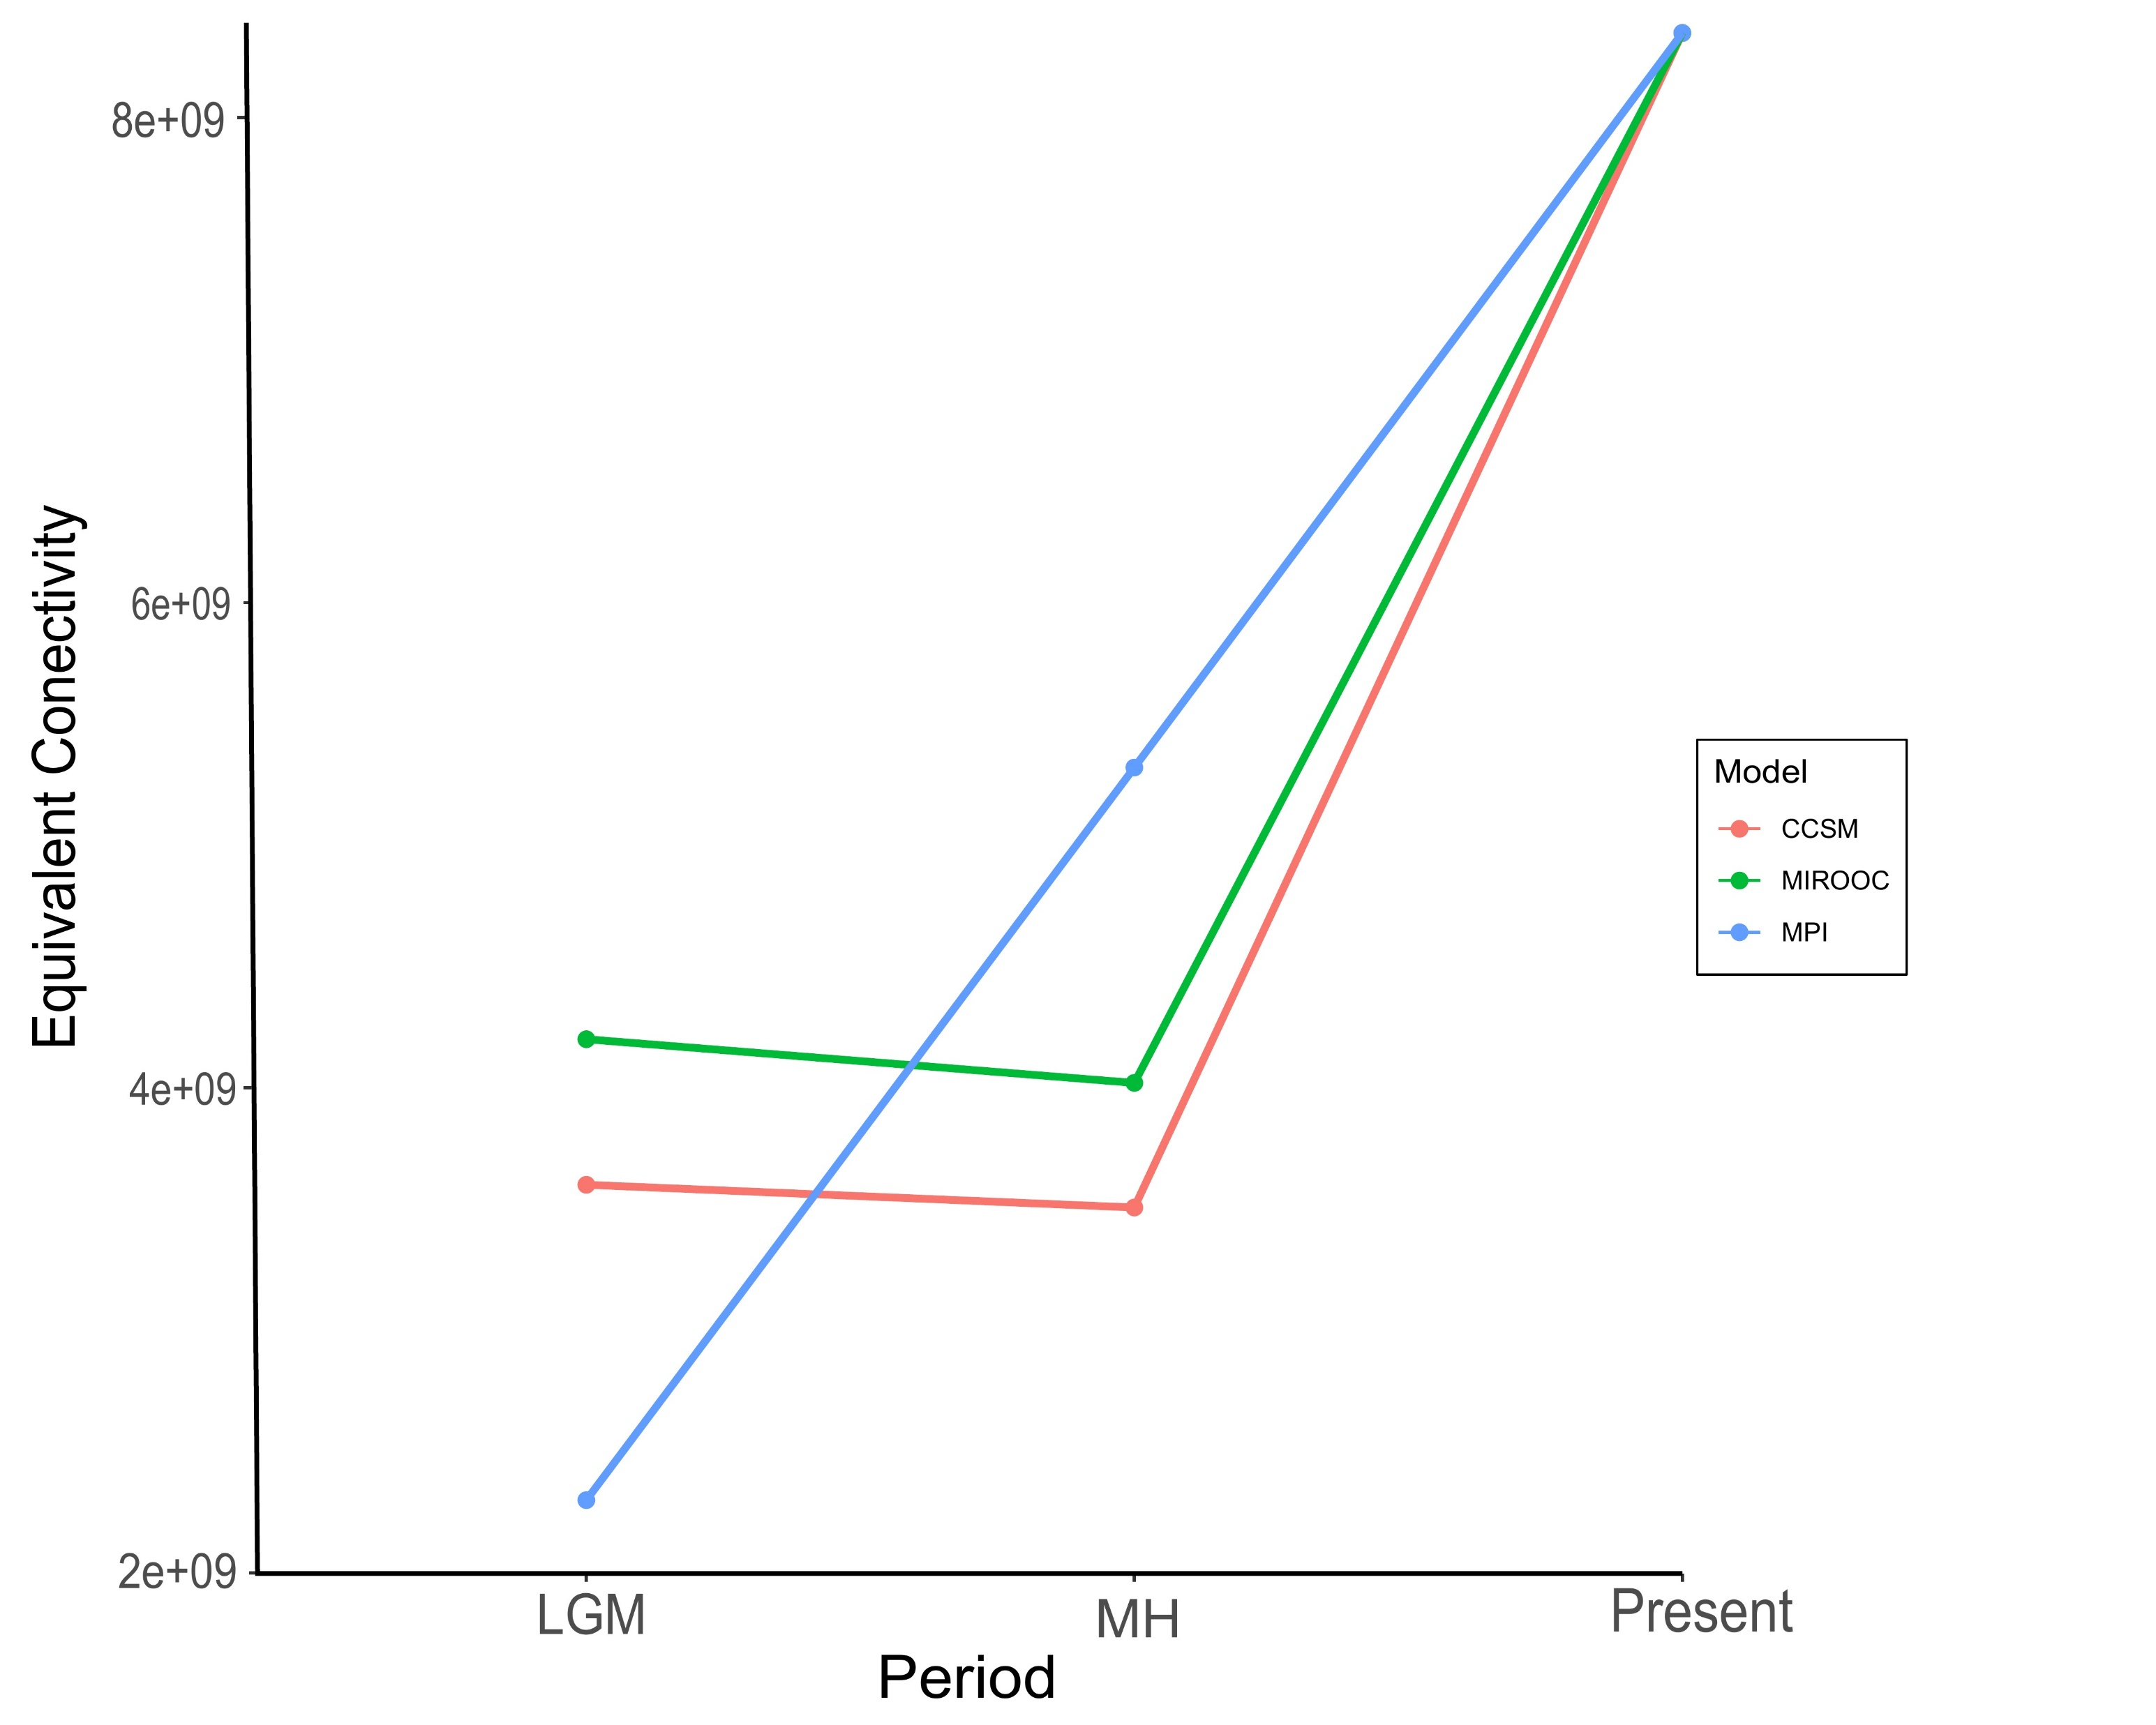 8e+09
6e+09
4e+09
2e+09
Equivalent Conectivity
LGM
MH
Present
Period
Model
CCSM
MIROOC
MPI